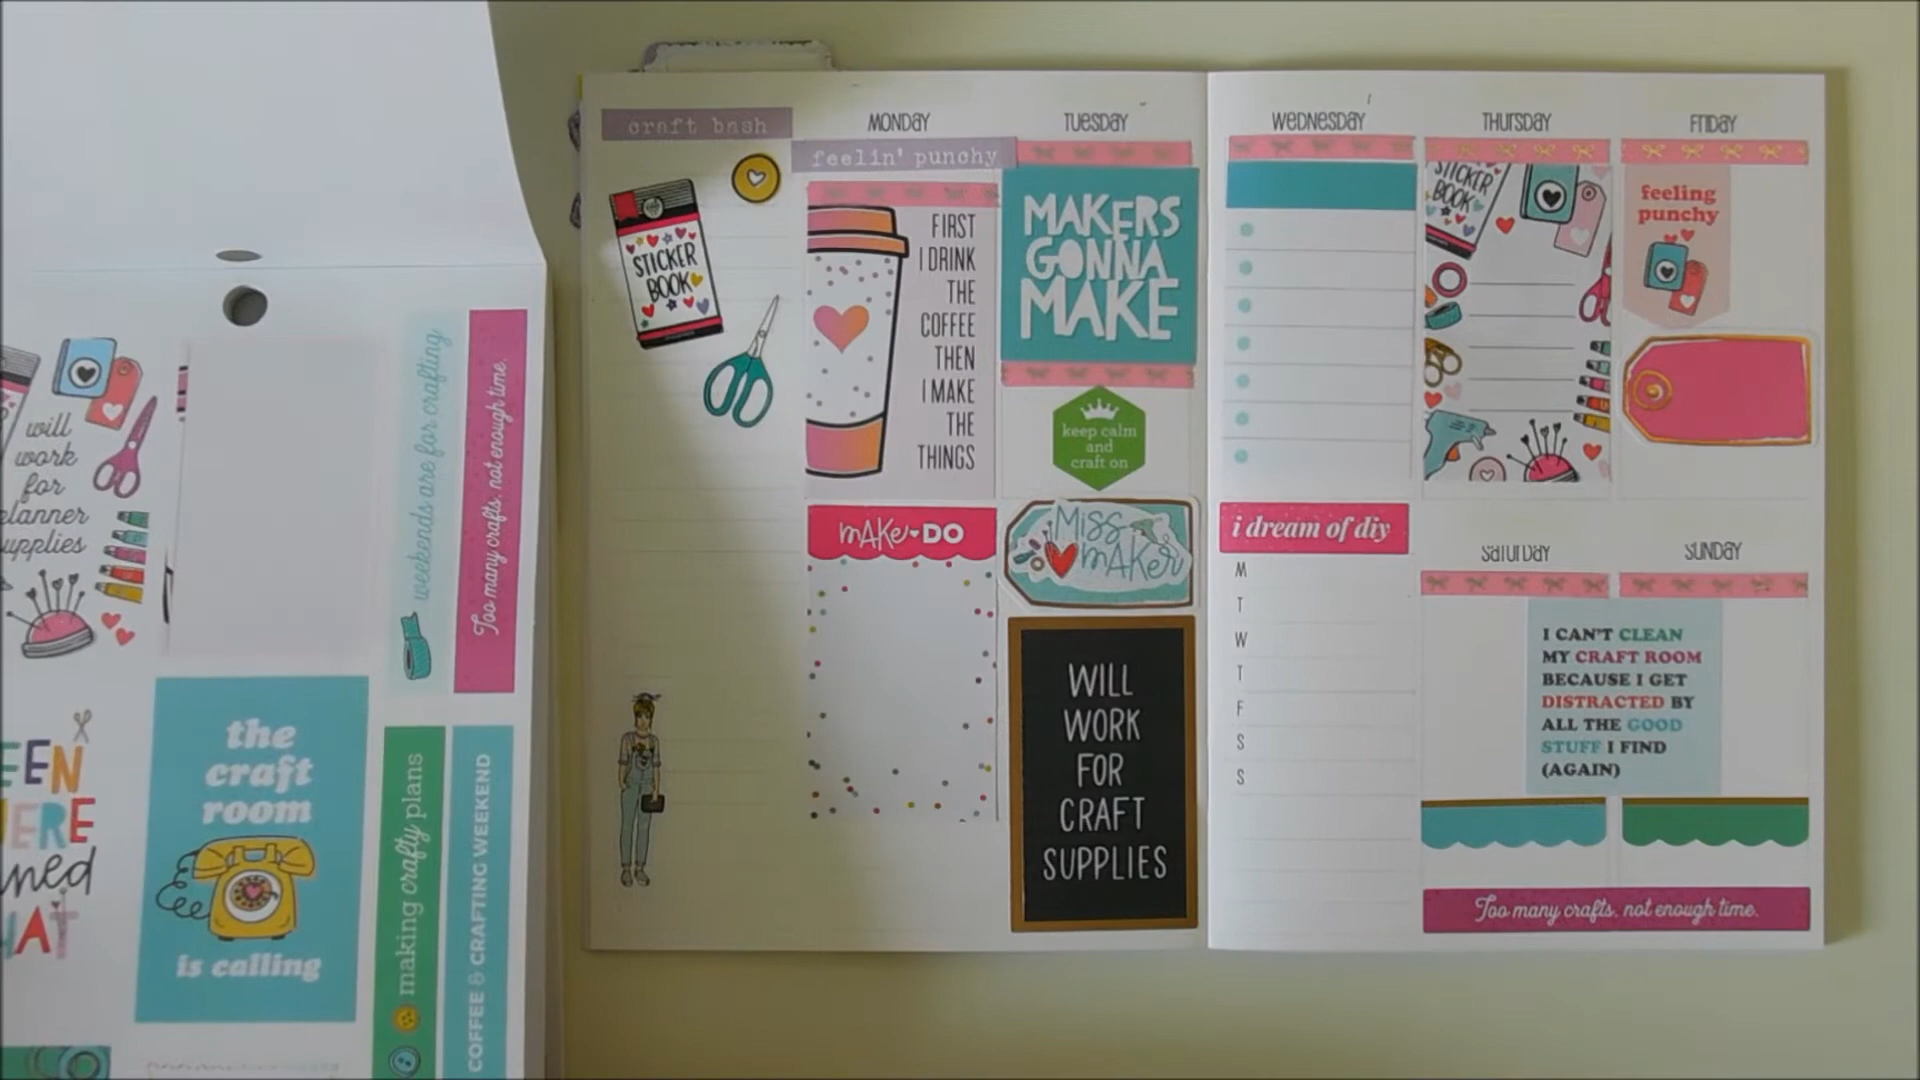 will
work
for
planner
supplies
weekends are for crafting
Too many crafts, not enough time.
the
craft
room
is calling
making crafty plans
COFFEE & CRAFTING WEEKEND
craft bash
STICKER
BOOK
MONDAY
feelin' punchy
FIRST
I DRINK
THE
COFFEE
THEN
I MAKE
THE
THINGS
MAKE DO
TUESDAY
MAKERS
GONNA
MAKE
keep calm
and
craft on
Miss
Maker
WILL
WORK
FOR
CRAFT
SUPPLIES
WEDNESDAY
i dream of diy
M
T
W
T
F
S
S
THURSDAY
STICKER
BOOK
FRIDAY
feeling
punchy
SATURDAY
SUNDAY
I CAN'T CLEAN
MY CRAFT ROOM
BECAUSE I GET
DISTRACTED BY
ALL THE GOOD
STUFF I FIND
(AGAIN)
Too many crafts, not enough time.